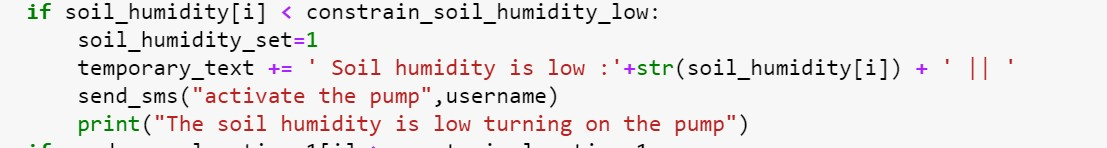 if soil_humidity[i] < constrain_soil_humidity_low:
    soil_humidity_set=1
    temporary_text += ' Soil humidity is low :'+str(soil_humidity[i]) + ' || '
    send_sms("activate the pump",username)
    print("The soil humidity is low turning on the pump")